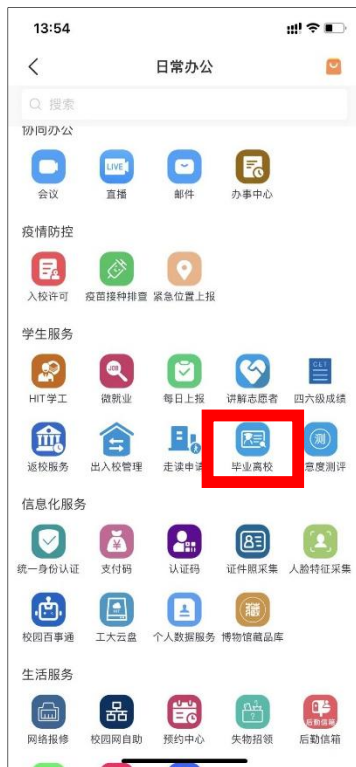 13:54
日常办公
搜索
协同办公
LIVE
会议 直播 邮件 办事中心
疫情防控
入校许可 疫苗接种排查 紧急位置上报
学生服务
JOB CLT
HIT学工 微就业 每日上报 讲解志愿者 四六级成绩
测
返校服务 出入校管理 走读申请 毕业离校 意度测评
信息化服务
统一身份认证 支付码 认证码 证件照采集 人脸特征采集
校园百事通 工大云盘 个人数据服务 博物馆藏品库
生活服务
后勤信箱
网络报修 校园网自助 预约中心 失物招领 后勤信箱